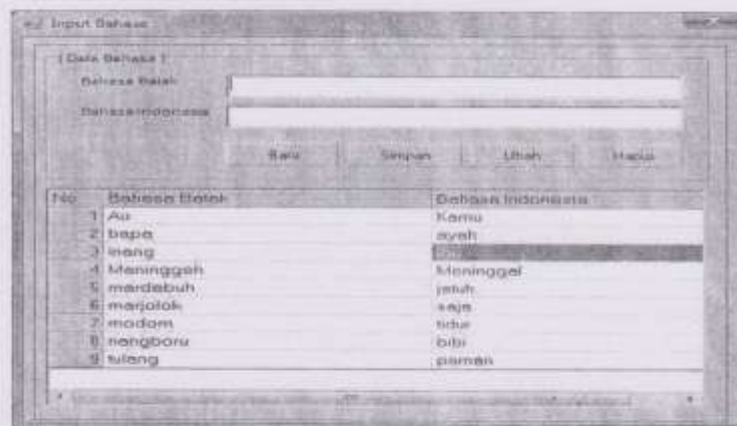 Input Bahasa
[ Data Bahasa ]
Bahasa Batak
Bahasa Indonesia
Baru Simpan Ubah Hapus
No Bahasa Batak Bahasa Indonesia
1 Au Kamu
2 bapa ayah
3 inang
4 Meninggah Meninggal
5 mardabuh jatuh
6 marjolok saja
7 modom tidur
8 nangboru bibi
9 tulang paman